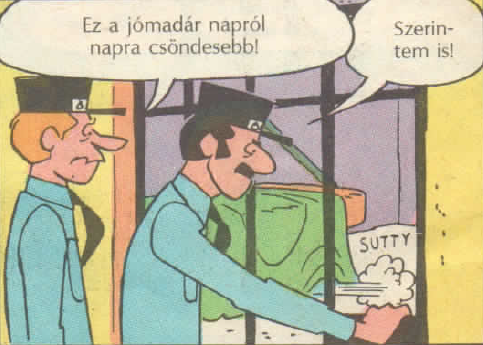 Ez a jómadár napról
napra csöndesebb!
Szerin-
tem is!
SUTTY